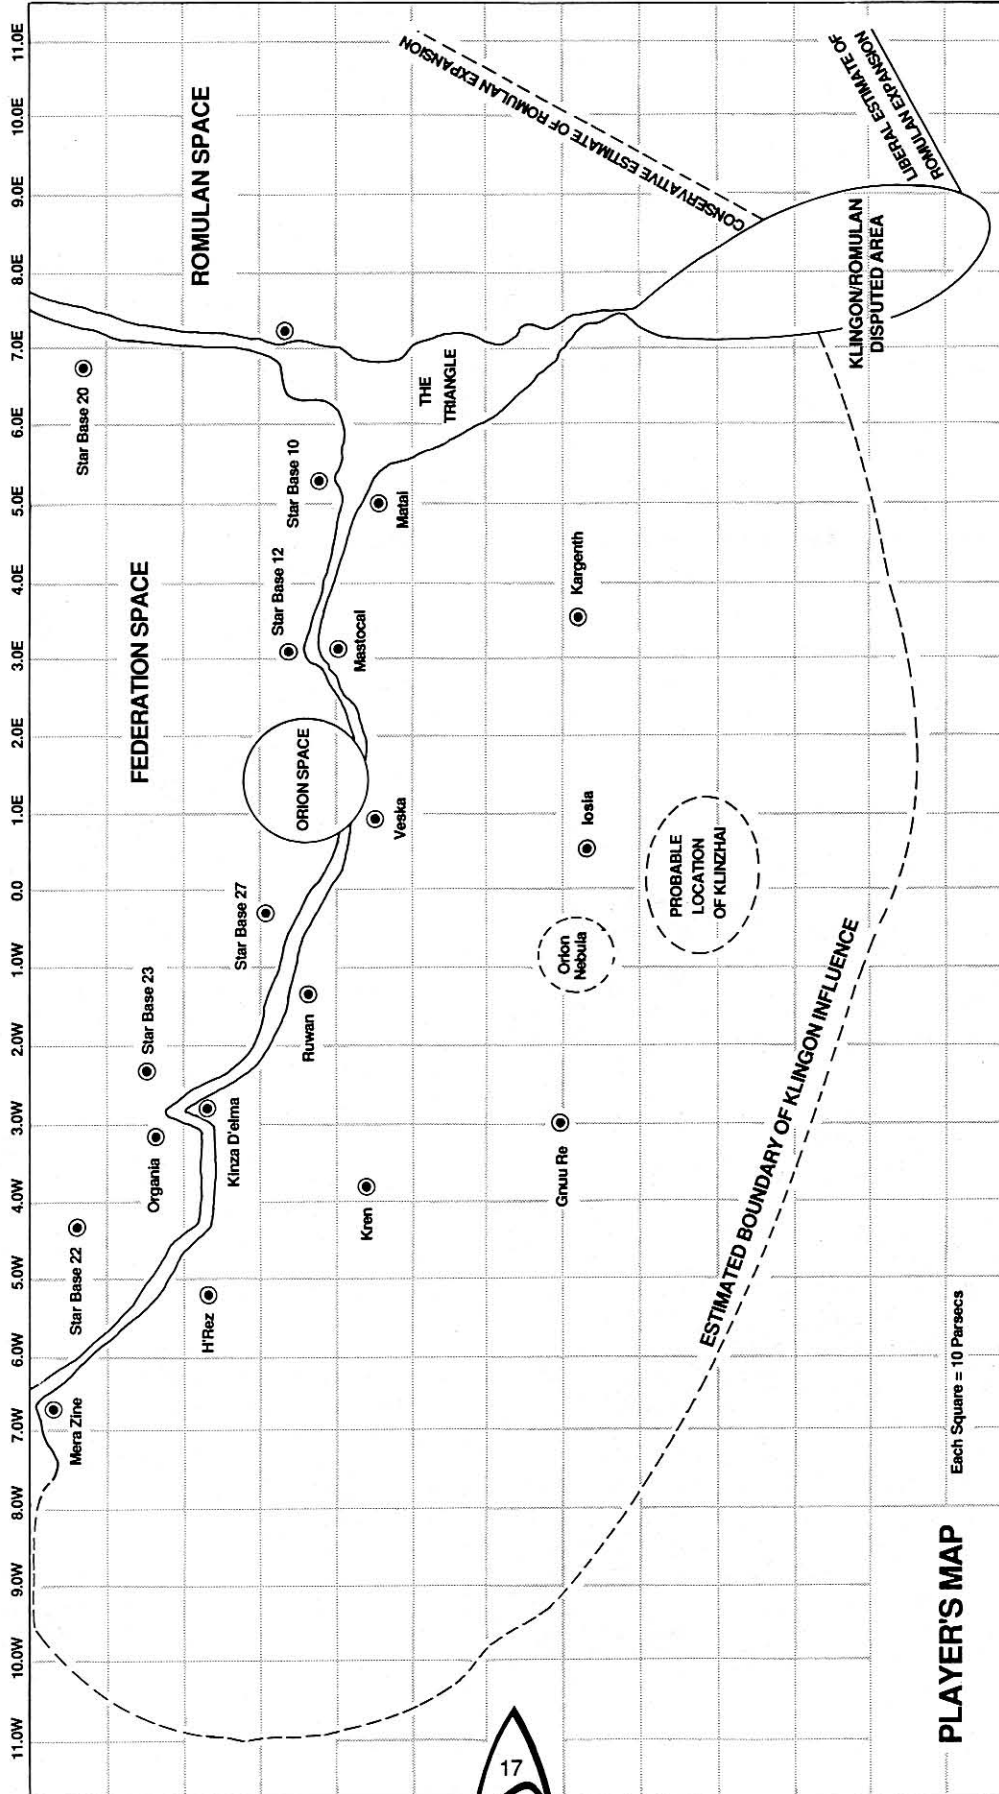 11.0W
10.0W
9.0W
8.0W
7.0W
6.0W
5.0W
4.0W
3.0W
2.0W
1.0W
0.0
1.0E
2.0E
3.0E
4.0E
5.0E
6.0E
7.0E
8.0E
9.0E
10.0E
11.0E
Mera Zine
Star Base 22
Organia
Star Base 23
Star Base 20
FEDERATION SPACE
ROMULAN SPACE
H'Rez
Kinza D'elma
Star Base 27
Star Base 12
Star Base 10
Ruwan
ORION SPACE
Kren
Veska
Mastocal
Matai
THE
TRIANGLE
CONSERVATIVE ESTIMATE OF ROMULAN EXPANSION
17
Gnuu Re
Orion
Nebula
Iosia
Kargenth
PROBABLE
LOCATION
OF KLINZHAI
ESTIMATED BOUNDARY OF KLINGON INFLUENCE
KLINGON/ROMULAN
DISPUTED AREA
LIBERAL ESTIMATE OF
ROMULAN EXPANSION
PLAYER'S MAP
Each Square = 10 Parsecs